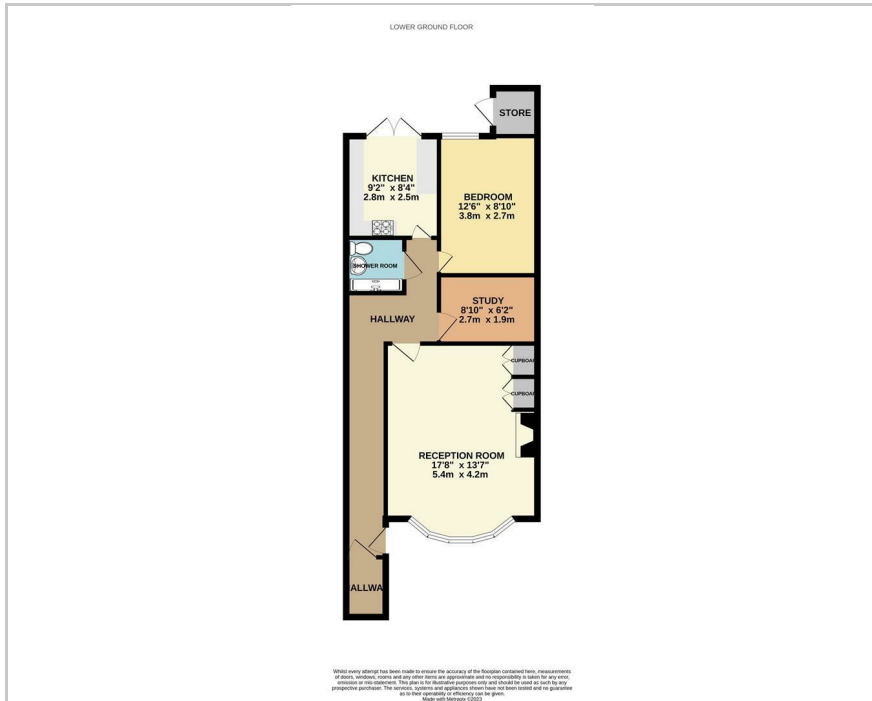 LOWER GROUND FLOOR
STORE
KITCHEN
9'2" x 8'4"
2.8m x 2.5m
BEDROOM
12'6" x 8'10"
3.8m x 2.7m
SHOWER ROOM
STUDY
8'10" x 6'2"
2.7m x 1.9m
HALLWAY
CUPBOAR
CUPBOAR
RECEPTION ROOM
17'8" x 13'7"
5.4m x 4.2m
ALLWA
Whilst every attempt has been made to ensure the accuracy of the floorplan contained here, measurements
of doors, windows, rooms and any other items are approximate and no responsibility is taken for any error,
omission or mis-statement. This plan is for illustrative purposes only and should be used as such by any
prospective purchaser. The services, systems and appliances shown have not been tested and no guarantee
as to their operability or efficiency can be given.
Made with Metropix ©2023